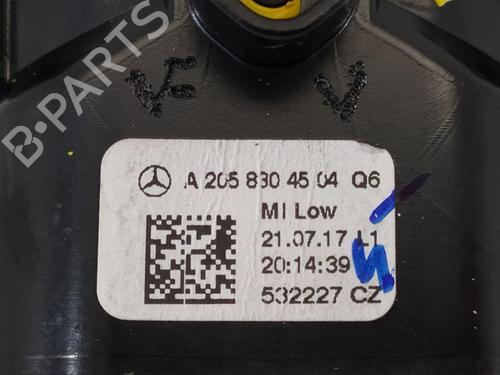 B-PARTS
A 205 830 45 04 Q6
MI Low
21.07.17 L1
20:14:39
532227 CZ